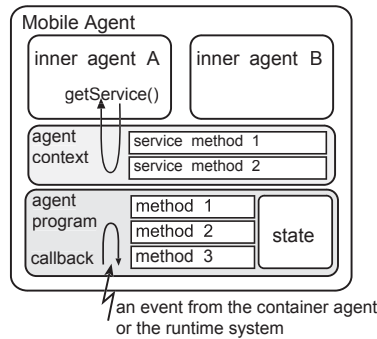 Mobile Agent
inner agent A
inner agent B
getService()
agent
context
service method 1
service method 2
agent
program
callback
method 1
method 2
method 3
state
an event from the container agent
or the runtime system